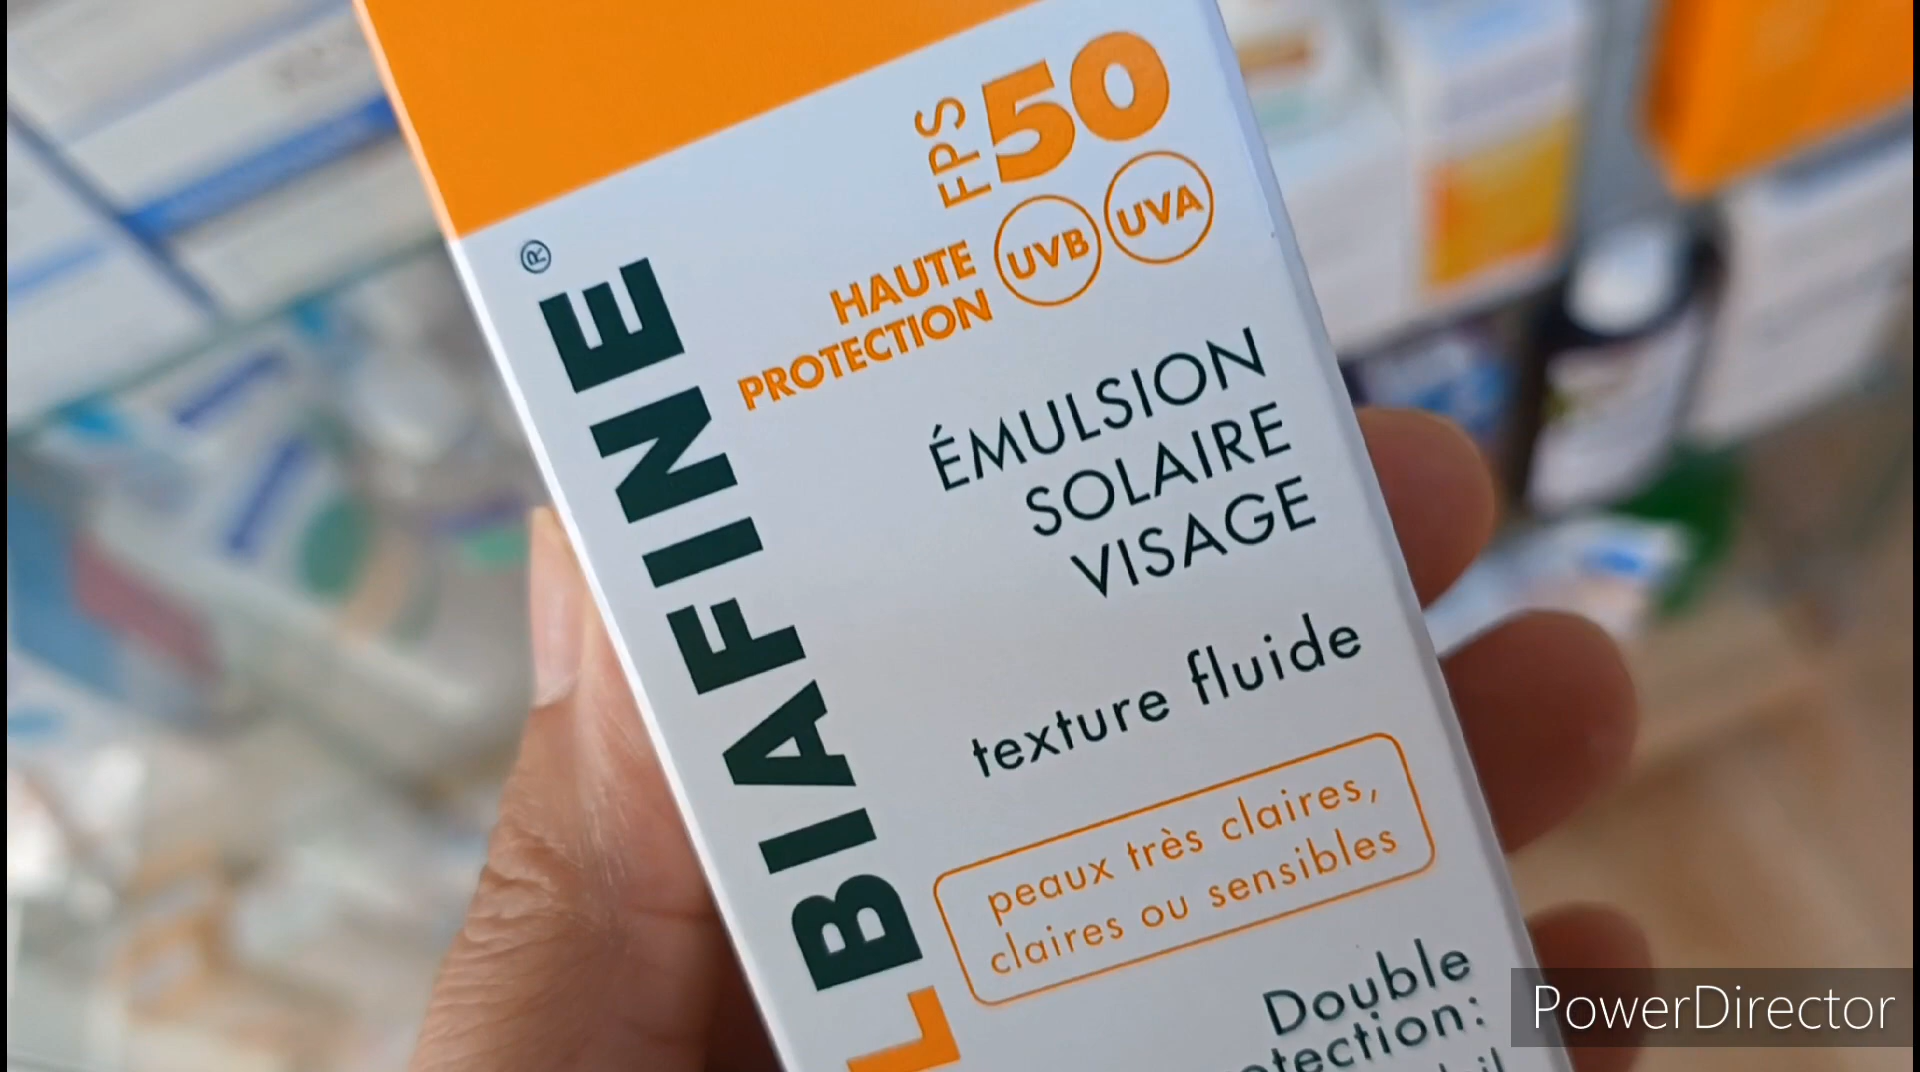 FPS 50
HAUTE
PROTECTION
UVB UVA
BIAFINE®
ÉMULSION
SOLAIRE
VISAGE
texture fluide
peaux très claires,
claires ou sensibles
Double
PowerDirector